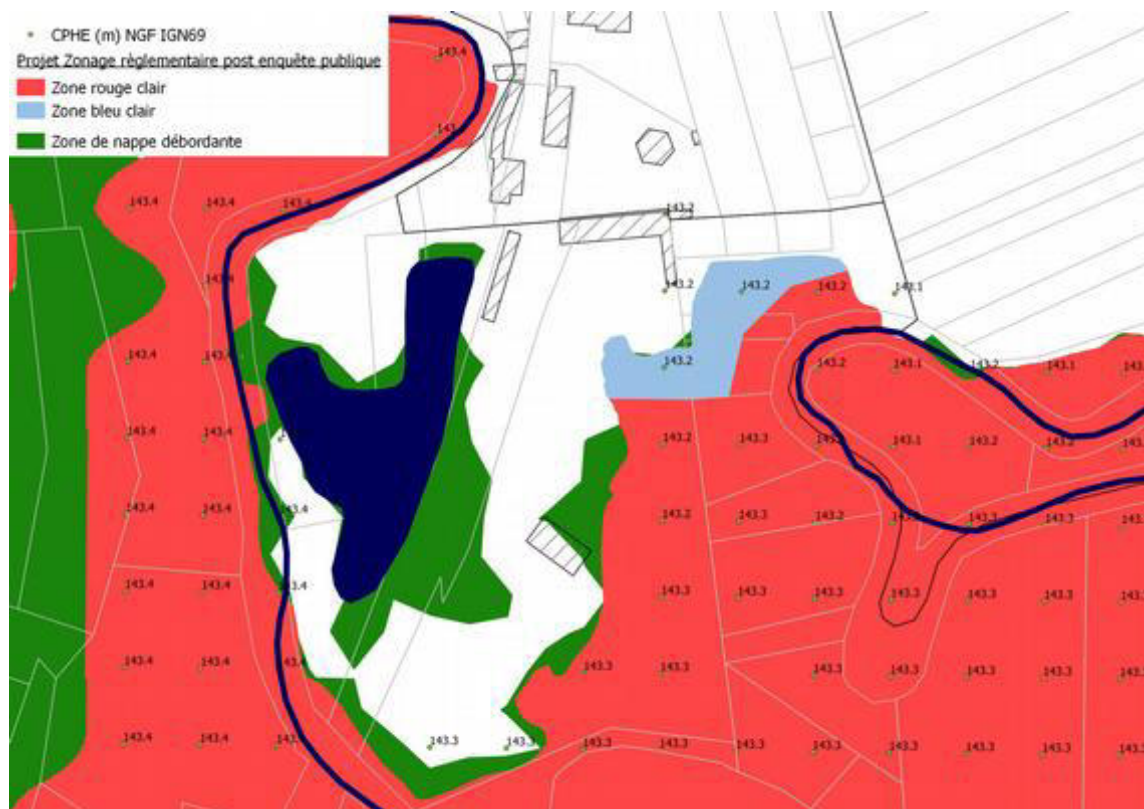 CPHE (m) NGF IGN69
Projet Zonage règlementaire post enquête publique
Zone rouge clair
Zone bleu clair
Zone de nappe débordante
143.4
143.4 143.4 143.4 143.2
143.2 143.2 143.2 143.1
143.4 143.4 143.2 143.2 143.1 143.2 143.1
143.4 143.4 143.2 143.3 143.1 143.2 143.2
143.4 143.4 143.4 143.2 143.3 143.2 143.3 143.3
143.4 143.4 143.4 143.3 143.3 143.3 143.3 143.3 143.3
143.4 143.4 143.4 143.3 143.3 143.3 143.3 143.3 143.3
143.4 143.4 143.3 143.3 143.3 143.3 143.3 143.3 143.3 143.3